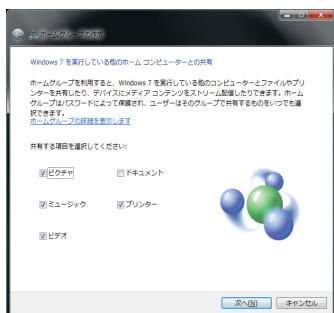 ホームグループの作成
Windows 7 を実行している他のホーム コンピューターとの共有
ホームグループを利用すると、Windows 7 を実行している他のコンピューターとファイルやプリ
ンターを共有したり、デバイスにメディア コンテンツをストリーム配信したりできます。ホーム
グループはパスワードによって保護され、ユーザーはそのグループで共有するものをいつでも選
択できます。
ホームグループの詳細を表示します
共有する項目を選択してください:
ピクチャ
ドキュメント
ミュージック
プリンター
ビデオ
次へ(N)
キャンセル